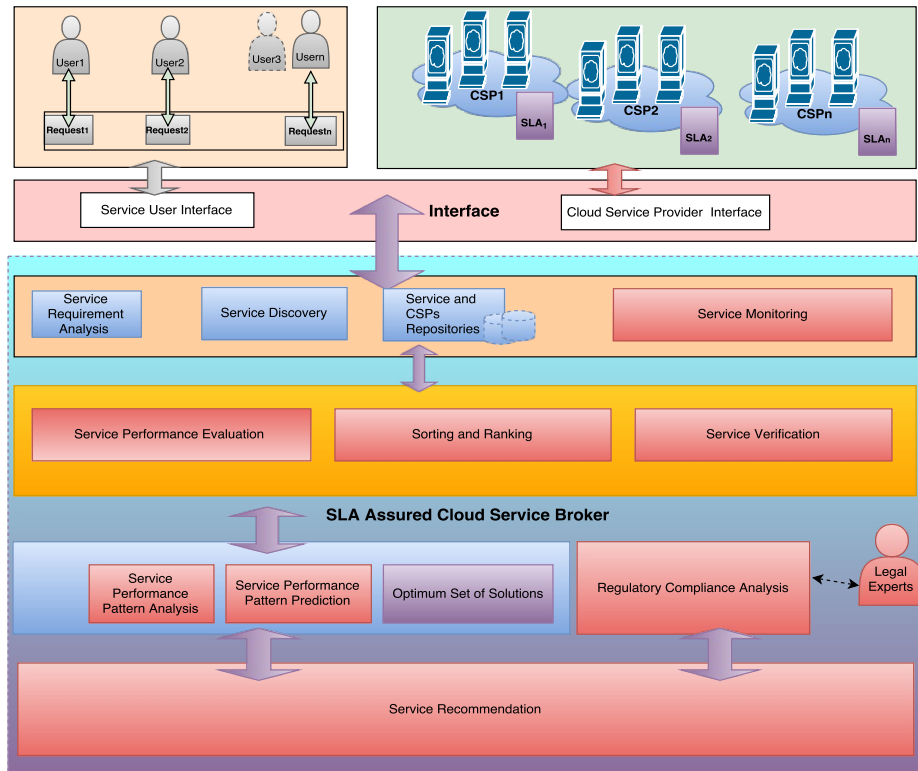 User1
User2
User3
Usern
Request1
Request2
Requestn
CSP1
CSP2
CSPn
SLA1
SLA2
SLAn
Service User Interface
Interface
Cloud Service Provider Interface
Service
Requirement
Analysis
Service Discovery
Service and
CSPs
Repositories
Service Monitoring
Service Performance Evaluation
Sorting and Ranking
Service Verification
SLA Assured Cloud Service Broker
Service
Performance
Pattern Analysis
Service Performance
Pattern Prediction
Optimum Set of Solutions
Regulatory Compliance Analysis
Legal
Experts
Service Recommendation